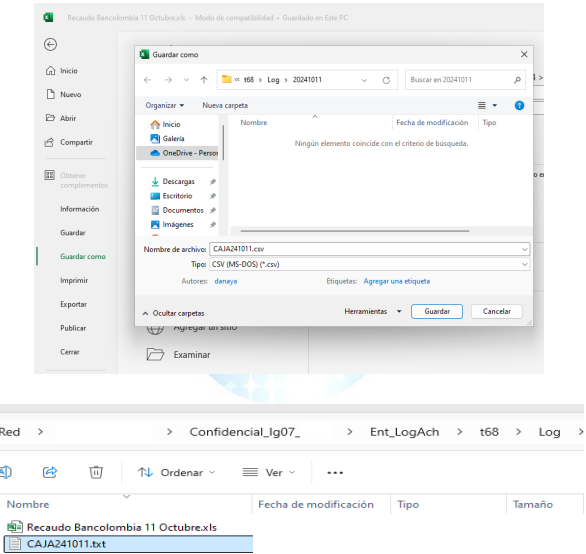 Recaudo Bancolombia 11 Octubre.xls - Modo de compatibilidad • Guardado en Este PC
Guardar como
« t68 > Log > 20241011
Buscar en 20241011
Organizar
Nueva carpeta
Inicio
Galería
OneDrive - Person
Descargas
Escritorio
Documentos
Imágenes
Nombre
Fecha de modificación
Tipo
Ningún elemento coincide con el criterio de búsqueda.
Nombre de archivo: CAJA241011.csv
Tipo: CSV (MS-DOS) (*.csv)
Autores: danaya
Etiquetas: Agregar una etiqueta
Ocultar carpetas
Herramientas
Guardar
Cancelar
Inicio
Nuevo
Abrir
Compartir
Obtener
complementos
Información
Guardar
Guardar como
Imprimir
Exportar
Publicar
Cerrar
Agregar un sitio
Examinar
Red > > Confidencial_lg07_ > Ent_LogAch > t68 > Log >
Ordenar
Ver
Nombre
Fecha de modificación
Tipo
Tamaño
Recaudo Bancolombia 11 Octubre.xls
CAJA241011.txt